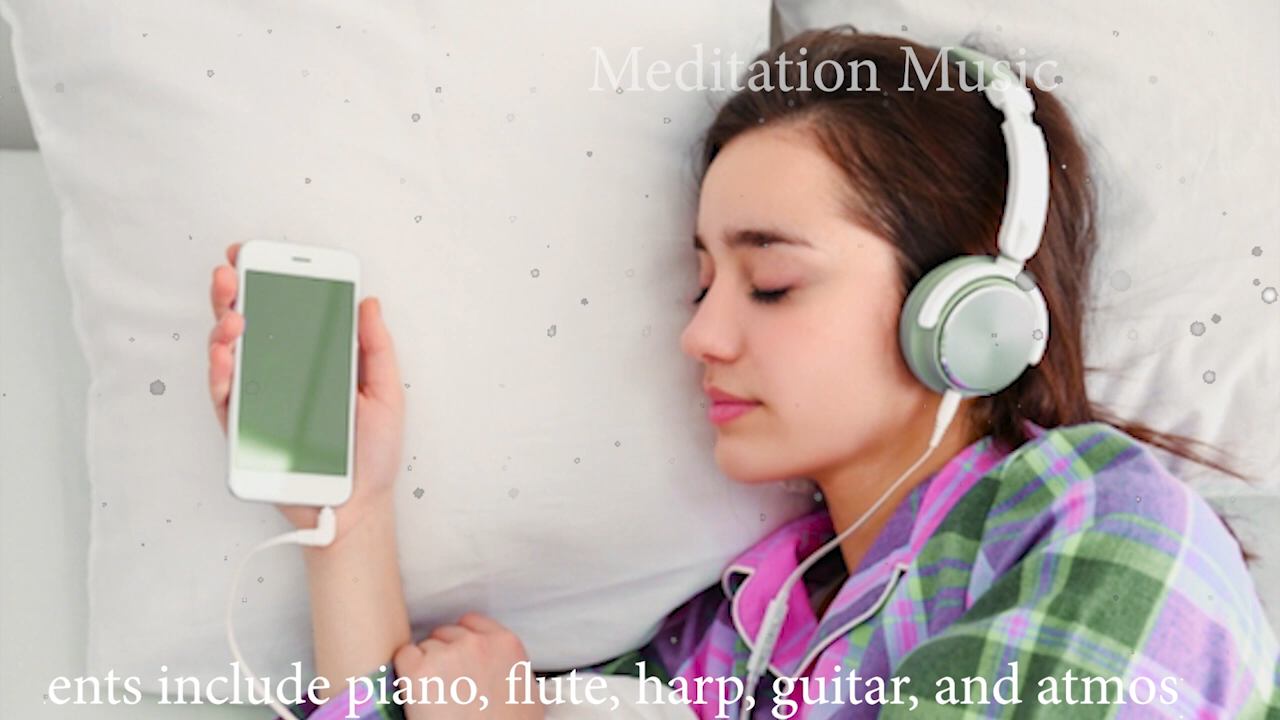 Meditation Music
ents include piano, flute, harp, guitar, and atmos